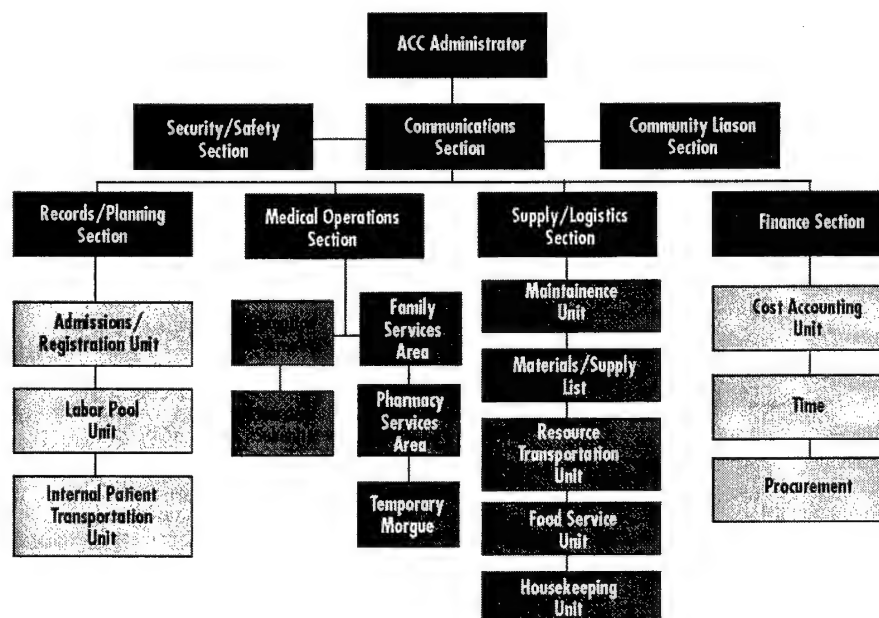 ACC Administrator
Security/Safety
Section
Communications
Section
Community Liason
Section
Records/Planning
Section
Medical Operations
Section
Supply/Logistics
Section
Finance Section
Admissions/
Registration Unit
Labor Pool
Unit
Internal Patient
Transportation
Unit
Family
Services
Area
Pharmacy
Services
Area
Temporary
Morgue
Maintainence
Unit
Materials/Supply
List
Resource
Transportation
Unit
Food Service
Unit
Housekeeping
Unit
Cost Accounting
Unit
Time
Procurement